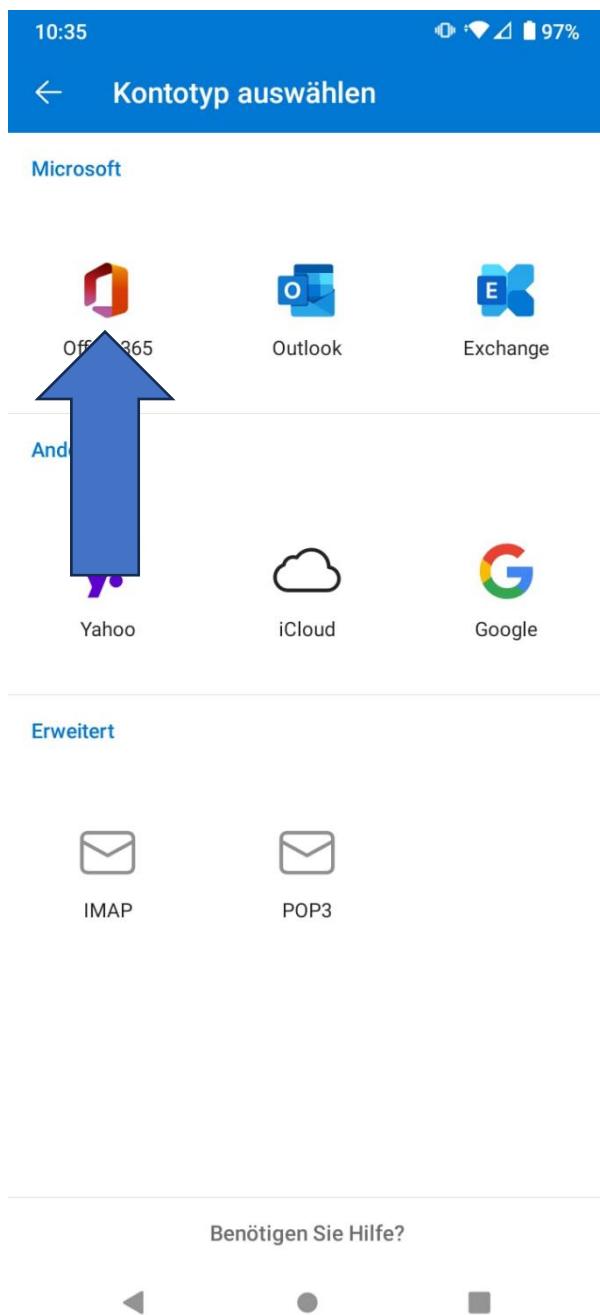 10:35 97%
Kontotyp auswählen
Microsoft
365 Outlook Exchange
Yahoo iCloud Google
Erweitert
IMAP POP3
Benötigen Sie Hilfe?